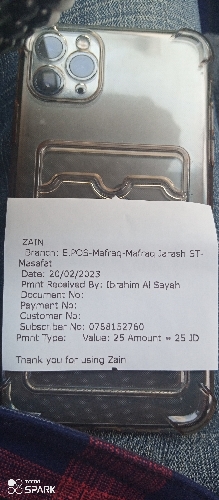 ZAIN
Branch: E.POS-Mafraq-Mafraq Jarash ST-
Masafat
Date: 20/02/2023
Pmnt Received By: Ibrahim Al Sayah
Document No:
Payment No:
Customer No:
Subscriber No: 0798152760
Pmnt Type: Value: 25 Amount = 25 JD
Thank you for using Zain
TECNO
SPARK